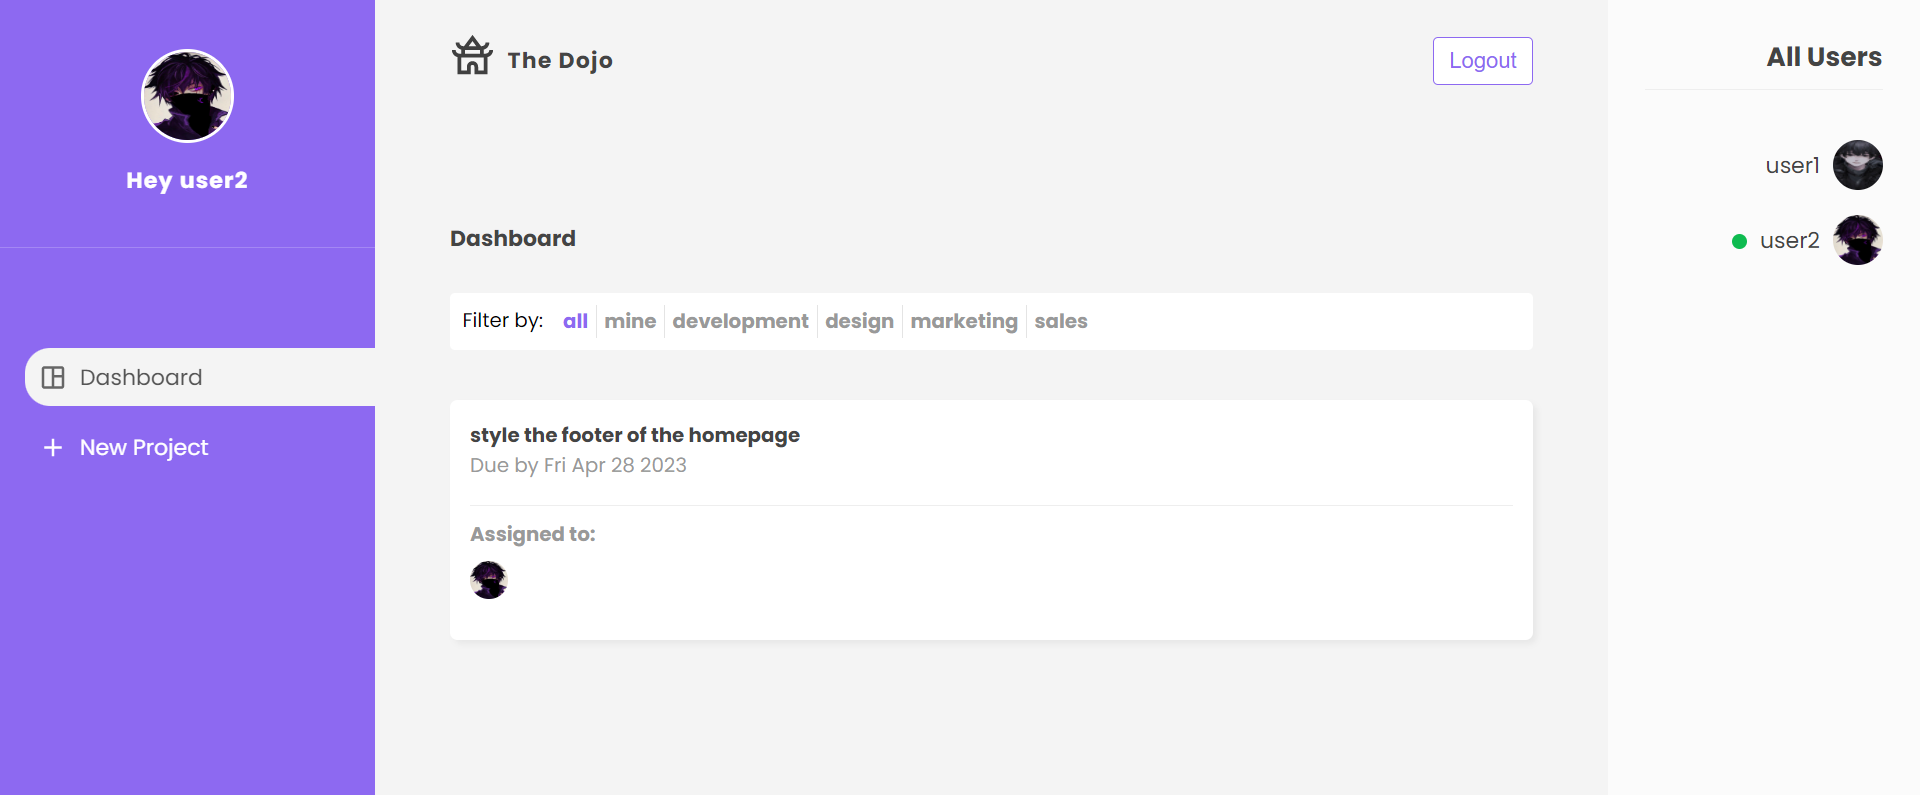 Hey user2
Dashboard
New Project
The Dojo
Logout
Dashboard
Filter by: all mine development design marketing sales
style the footer of the homepage
Due by Fri Apr 28 2023
Assigned to:
All Users
user1
user2